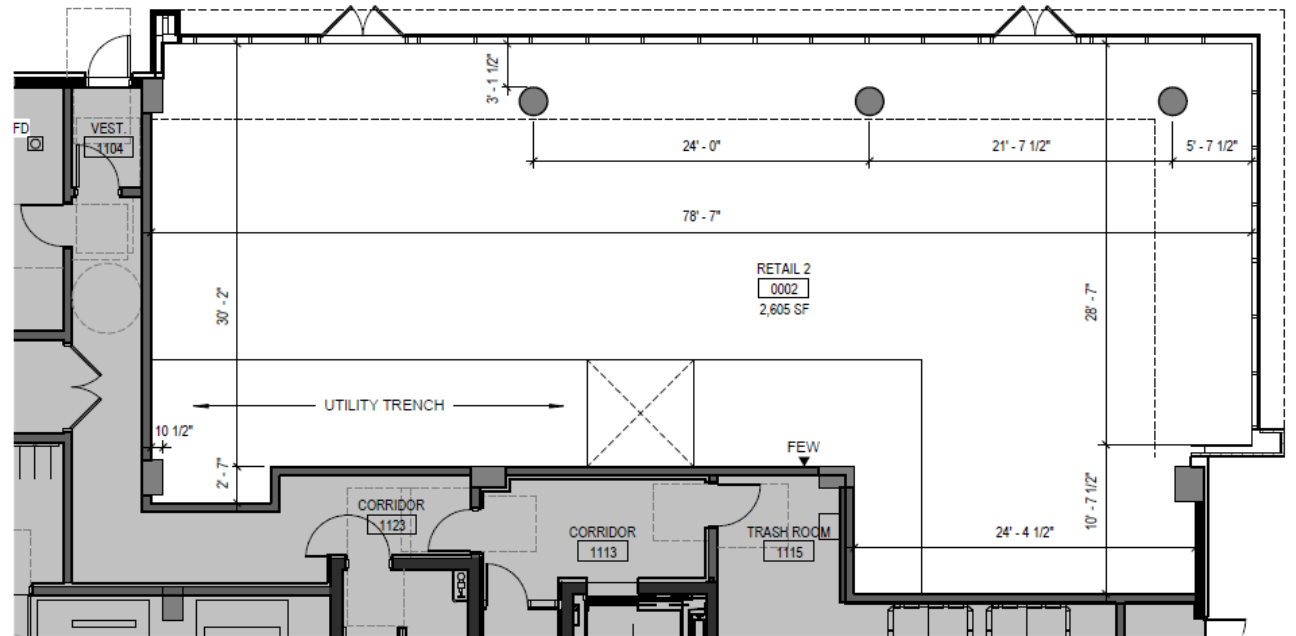 3' - 1 1/2"
FD
VEST.
1104
24' - 0"
21' - 7 1/2"
5' - 7 1/2"
78' - 7"
RETAIL 2
0002
2,605 SF
30' - 2"
28' - 7"
UTILITY TRENCH
10 1/2"
FEW
2' - 7"
10' - 7 1/2"
CORRIDOR
1123
CORRIDOR
1113
TRASH ROOM
1115
24' - 4 1/2"